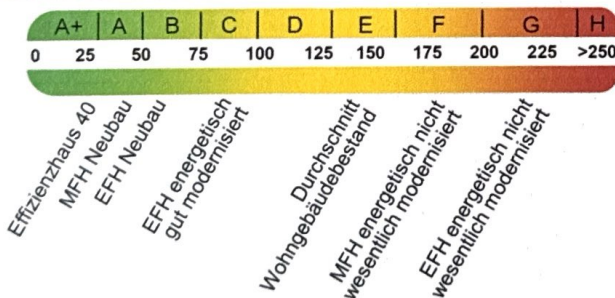 A+ A B C D E F G H
0 25 50 75 100 125 150 175 200 225 >250
Effizienzhaus 40
MFH Neubau
EFH Neubau
EFH energetisch
gut modernisiert
Durchschnitt
Wohngebäudebestand
MFH energetisch nicht
wesentlich modernisiert
EFH energetisch nicht
wesentlich modernisiert